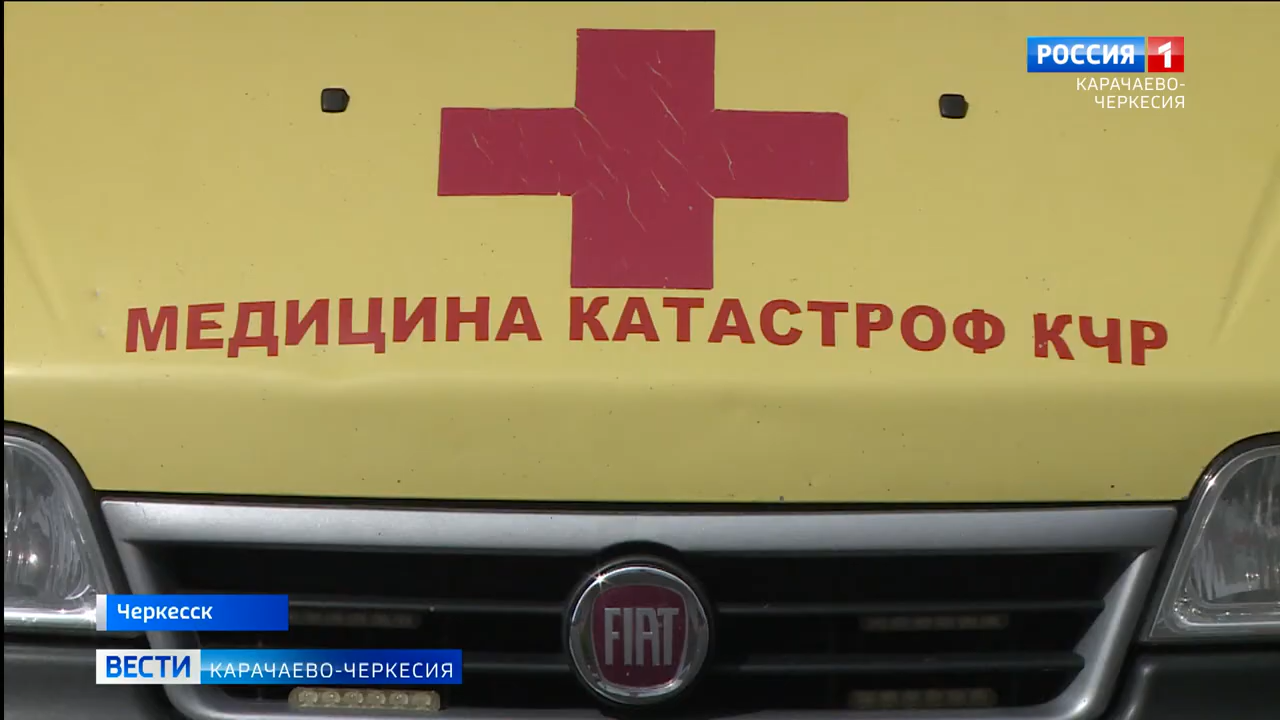 РОССИЯ 1
КАРАЧАЕВО-
ЧЕРКЕСИЯ
МЕДИЦИНА КАТАСТРОФ КЧР
FIAT
Черкесск
ВЕСТИ КАРАЧАЕВО-ЧЕРКЕСИЯ